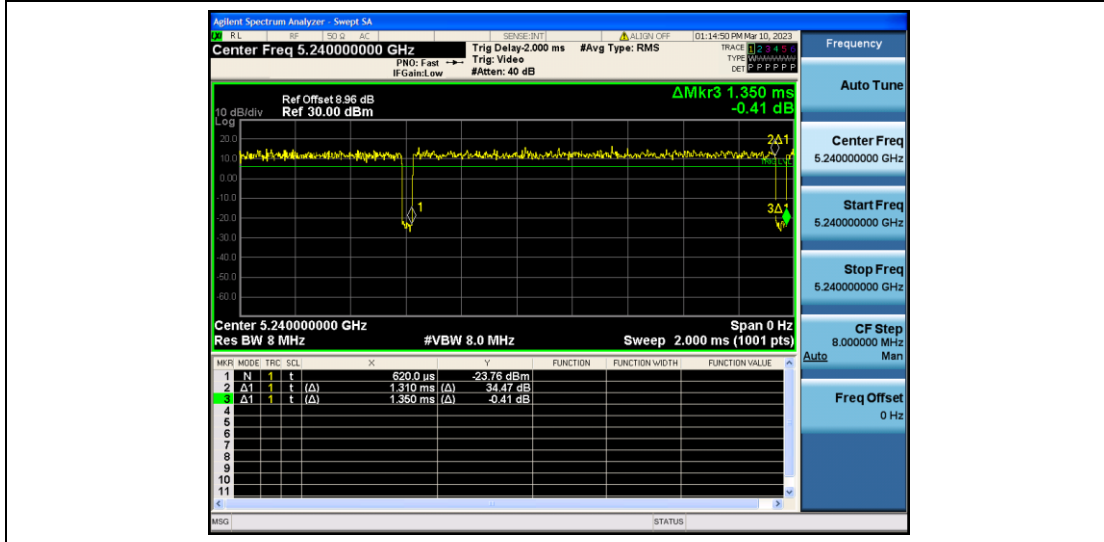 Agilent Spectrum Analyzer - Swept SA
RL RF 50 Ω AC SENSE:INT ALIGN OFF 01:14:50 PM Mar 10, 2023
Center Freq 5.240000000 GHz Trig Delay-2.000 ms #Avg Type: RMS TRACE 1 2 3 4 5 6
PNO: Fast Trig: Video TYPE
IFGain:Low #Atten: 40 dB DET P P P P P P
Frequency
Auto Tune
Center Freq
5.240000000 GHz
Start Freq
5.240000000 GHz
Stop Freq
5.240000000 GHz
CF Step
8.000000 MHz
Auto Man
Freq Offset
0 Hz
ΔMkr3 1.350 ms
-0.41 dB
Ref Offset 8.96 dB
10 dB/div Ref 30.00 dBm
Log
20.0
10.0
0.00
-10.0
-20.0
-30.0
-40.0
-50.0
-60.0
2Δ1
1
3Δ1
Center 5.240000000 GHz Span 0 Hz
Res BW 8 MHz #VBW 8.0 MHz Sweep 2.000 ms (1001 pts)
MKR MODE TRC SCL X Y FUNCTION FUNCTION WIDTH FUNCTION VALUE
1 N 1 t 620.0 µs -23.76 dBm
2 Δ1 1 t (Δ) 1.310 ms (Δ) 34.47 dB
3 Δ1 1 t (Δ) 1.350 ms (Δ) -0.41 dB
4
5
6
7
8
9
10
11
MSG STATUS